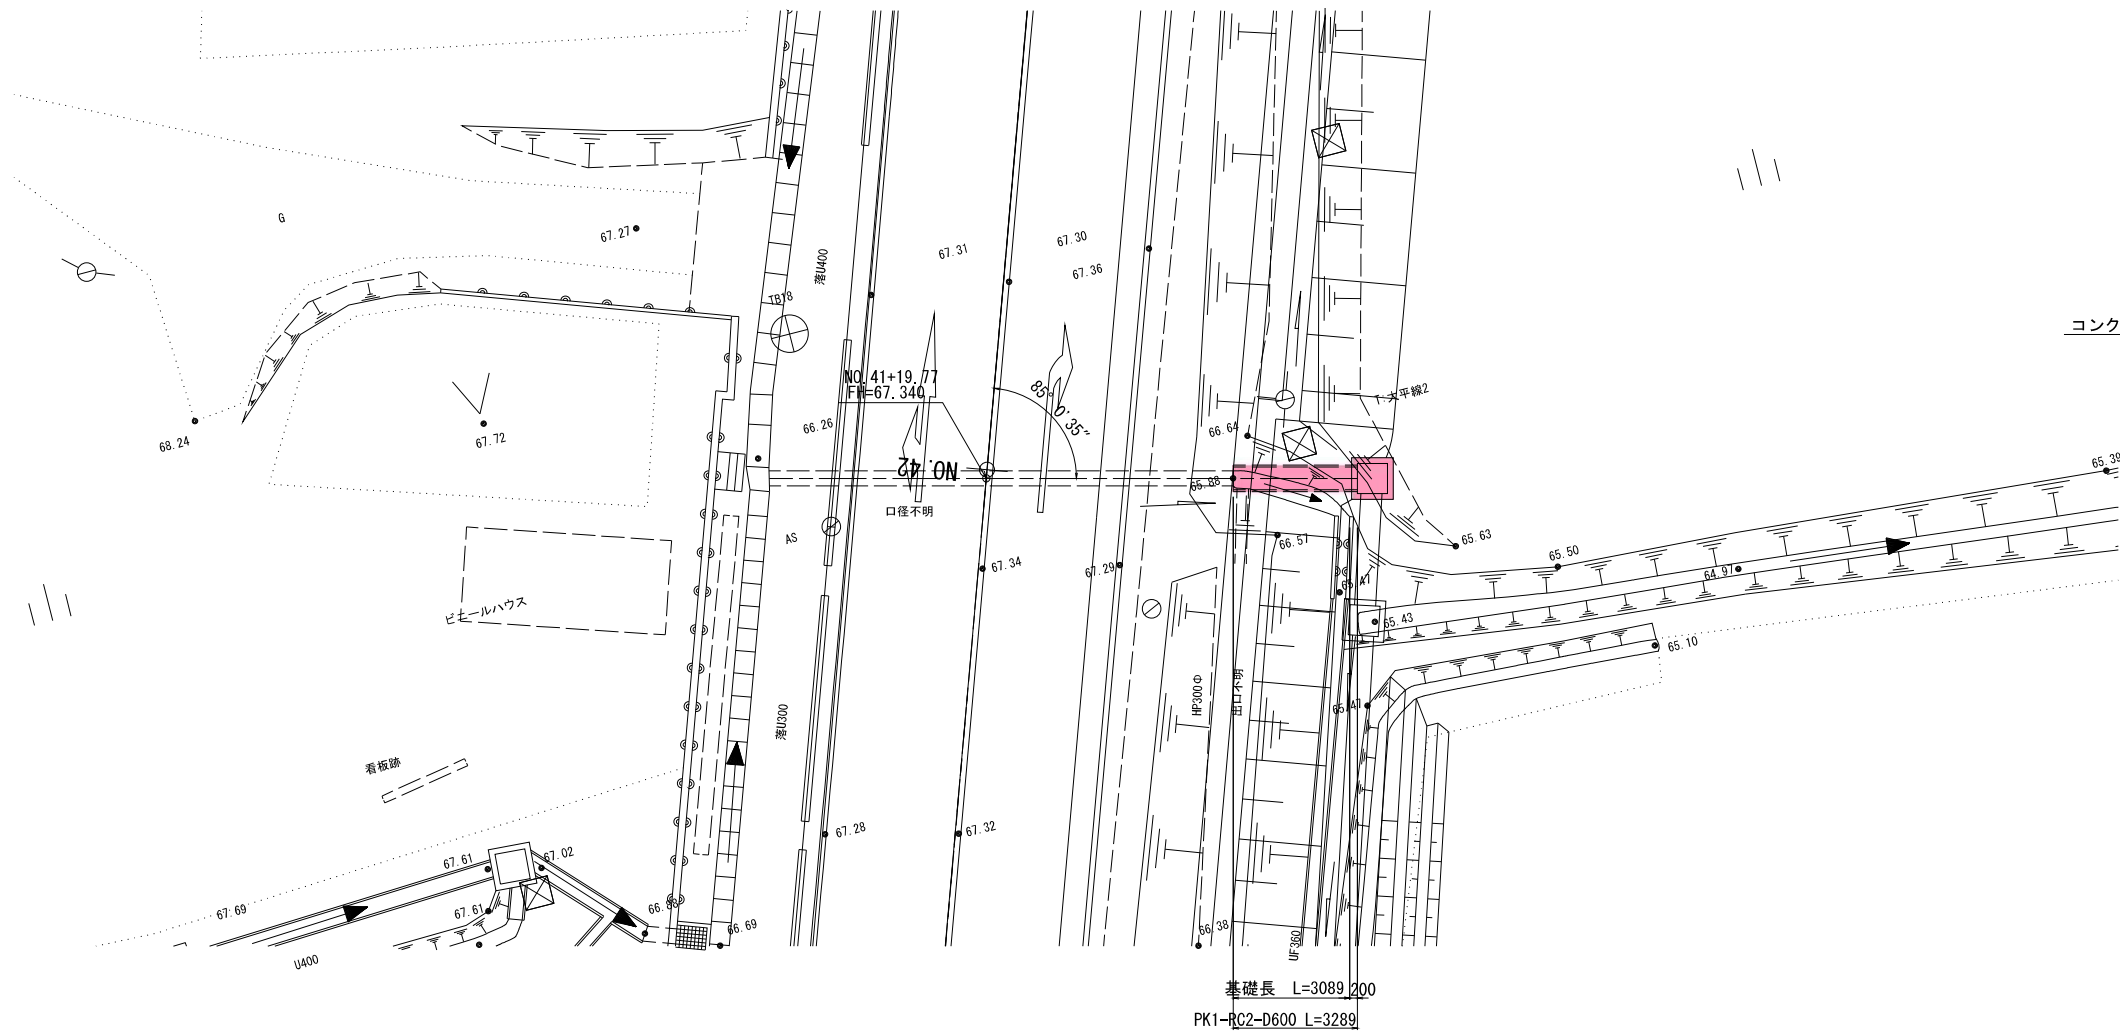 G
67.27
67.31
67.30
67.36
落U400
TB18
コンク
NO.41+19.77
FH=67.340
85°0′35″
T:太平線2
68.24
67.72
66.26
66.64
NO.42
65.88
65.39
口径不明
AS
66.57
65.63
65.50
67.34
67.29
65.47
64.97
ビニールハウス
65.43
65.10
HP300Φ
出口不明
65.47
落U300
看板跡
67.28
67.32
67.61
67.02
67.69
67.61
66.88
66.69
66.38
U400
UF360
基礎長 L=3089
200
PK1-RC2-D600 L=3289